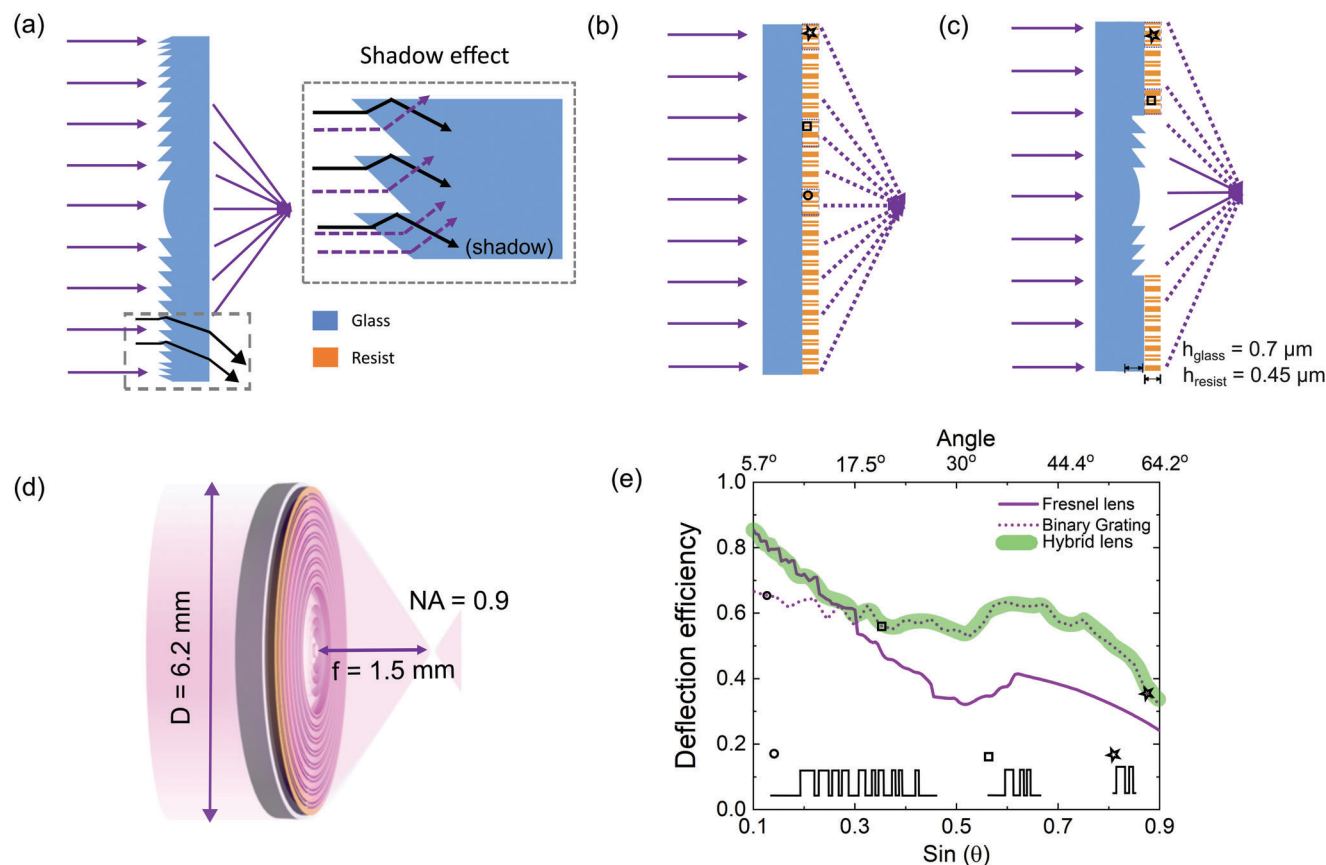 (a)
Shadow effect
(shadow)
Glass
Resist
(b)
(c)
h_glass = 0.7 μm
h_resist = 0.45 μm
(d)
D = 6.2 mm
NA = 0.9
f = 1.5 mm
(e)
Angle
5.7° 17.5° 30° 44.4° 64.2°
Fresnel lens
Binary Grating
Hybrid lens
Deflection efficiency
1.0
0.8
0.6
0.4
0.2
0.0
0.1 0.3 0.5 0.7 0.9
Sin (θ)